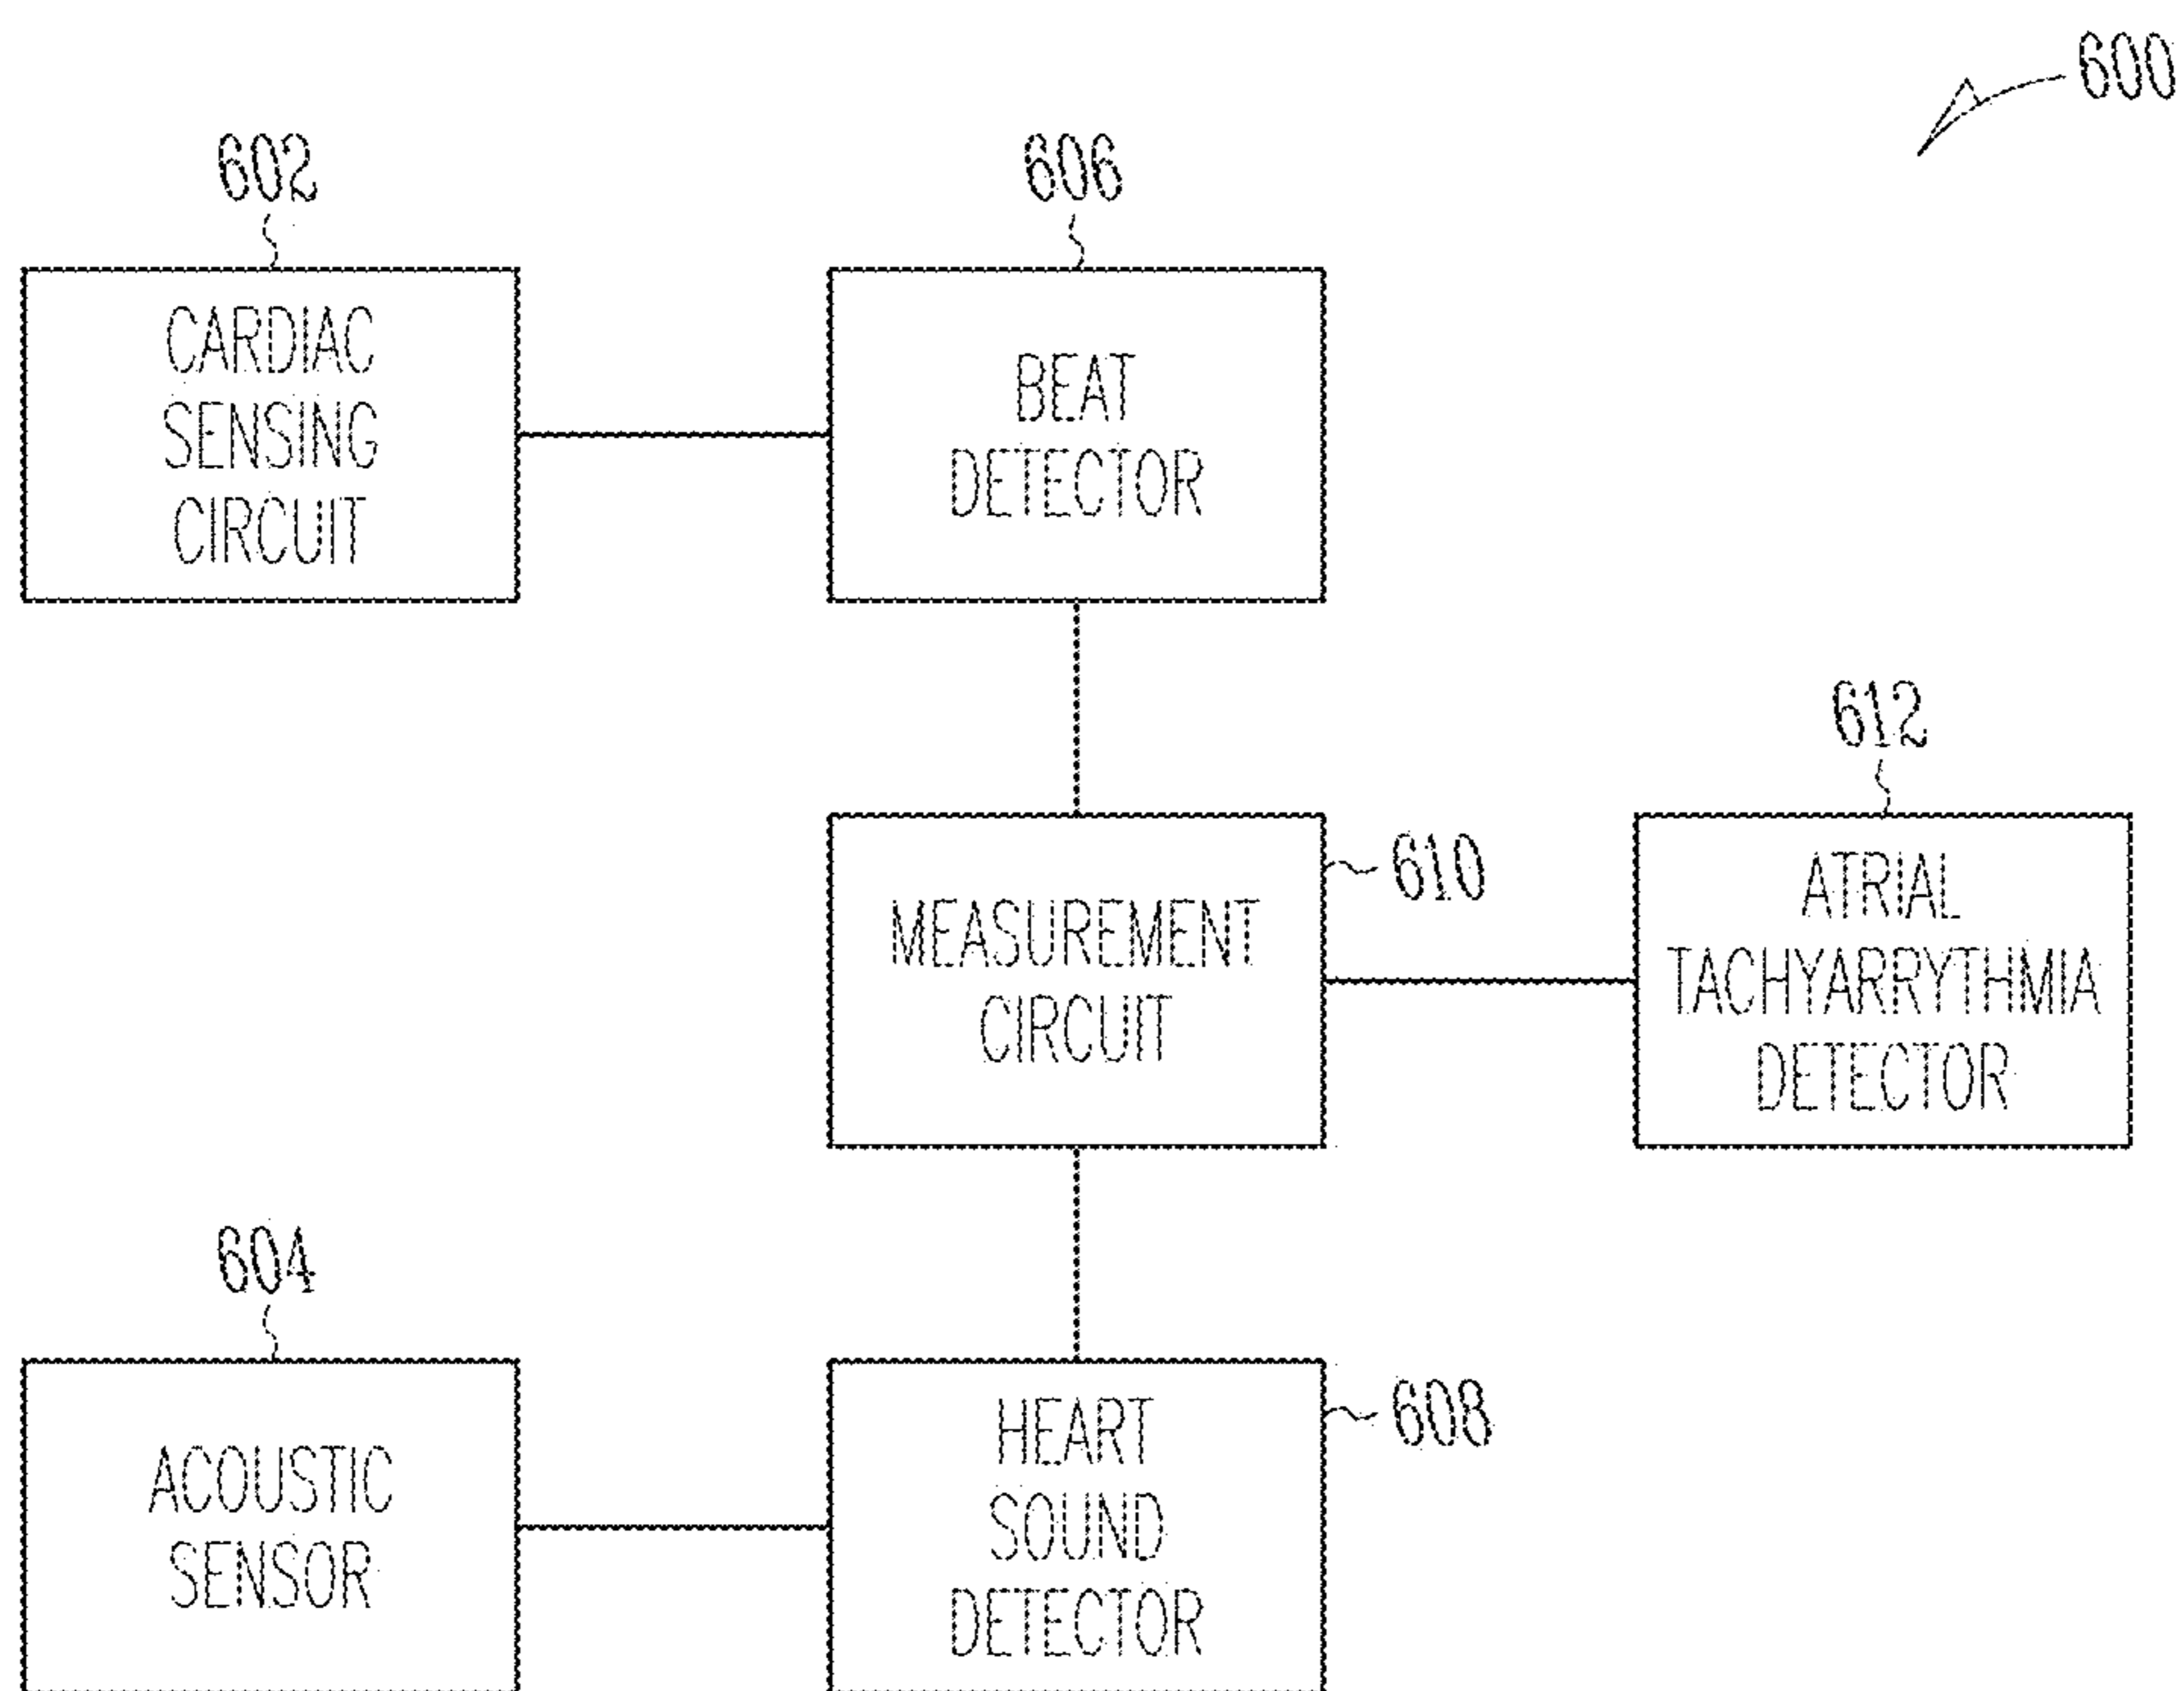 600
602
606
CARDIAC
SENSING
CIRCUIT
BEAT
DETECTOR
612
610
MEASUREMENT
CIRCUIT
ATRIAL
TACHYARRYTHMIA
DETECTOR
604
608
ACOUSTIC
SENSOR
HEART
SOUND
DETECTOR